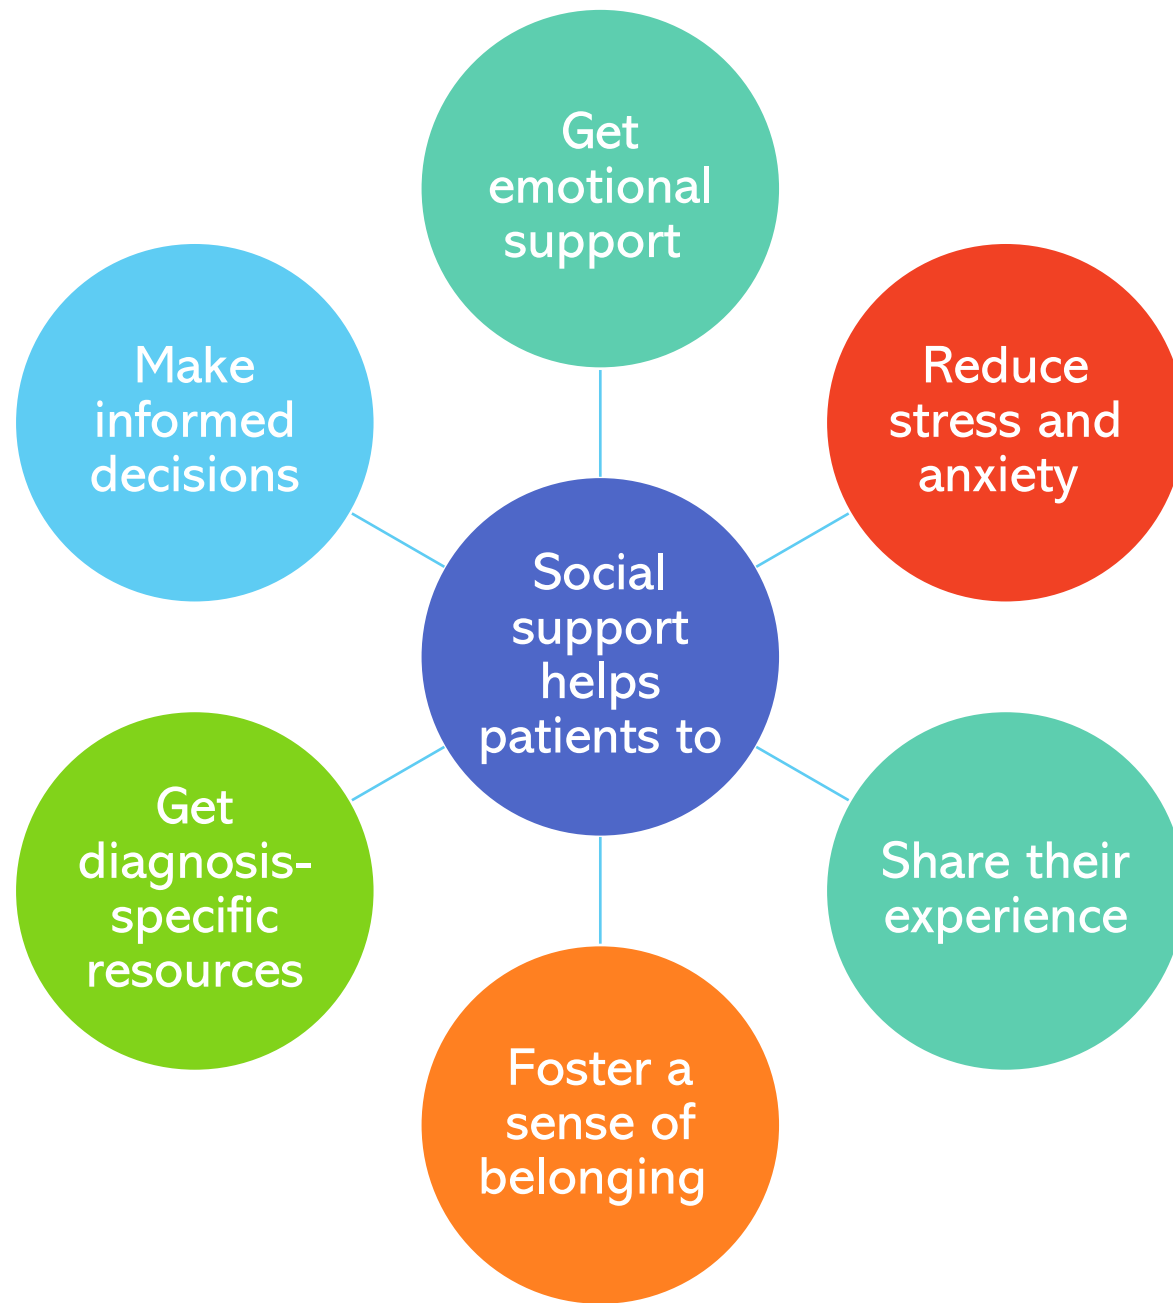 Get
emotional
support
Reduce
stress and
anxiety
Share their
experience
Foster a
sense of
belonging
Get
diagnosis-
specific
resources
Make
informed
decisions
Social
support
helps
patients to